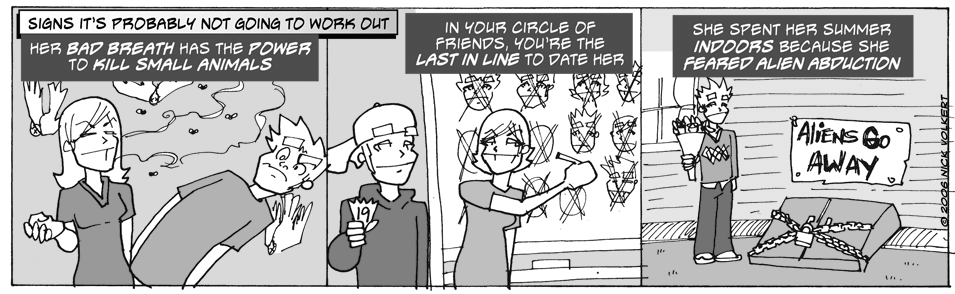 SIGNS IT'S PROBABLY NOT GOING TO WORK OUT
HER BAD BREATH HAS THE POWER
TO KILL SMALL ANIMALS
IN YOUR CIRCLE OF
FRIENDS, YOU'RE THE
LAST IN LINE TO DATE HER
19
SHE SPENT HER SUMMER
INDOORS BECAUSE SHE
FEARED ALIEN ABDUCTION
ALIENS GO
AWAY
© 2006 NICK VOLKERT